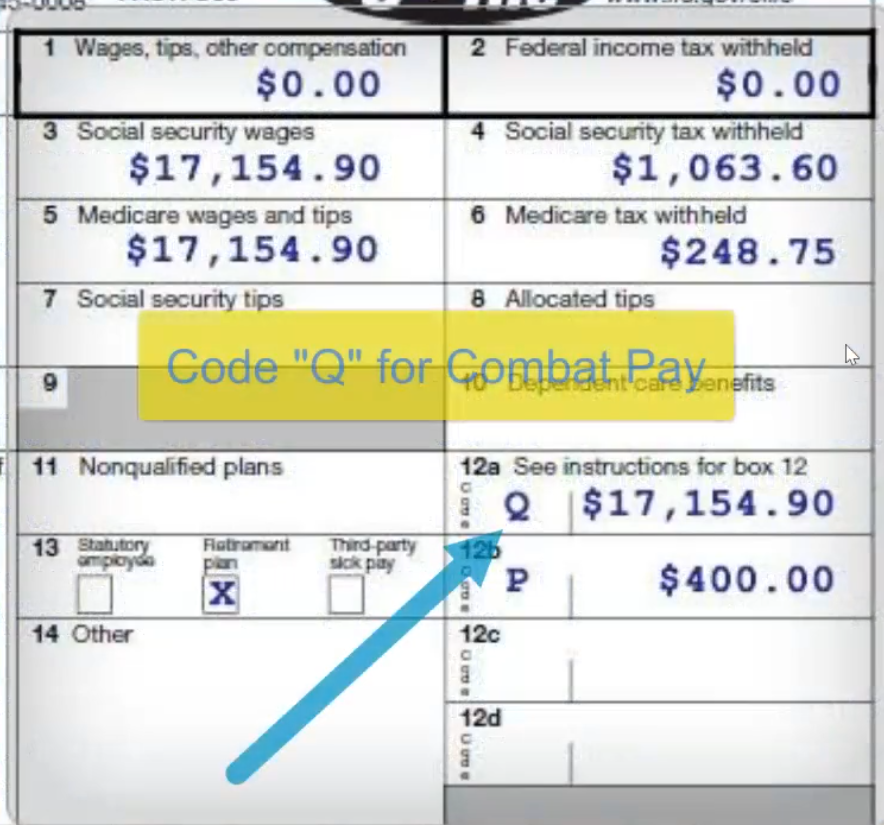 1 Wages, tips, other compensation
$0.00
2 Federal income tax withheld
$0.00
3 Social security wages
$17,154.90
4 Social security tax withheld
$1,063.60
5 Medicare wages and tips
$17,154.90
6 Medicare tax withheld
$248.75
7 Social security tips
8 Allocated tips
Code "Q" for Combat Pay
9
10 Dependent care benefits
11 Nonqualified plans
12a See instructions for box 12
Code
Q $17,154.90
13 Statutory employee
Retirement plan
X
Third-party sick pay
12b
Code
P $400.00
14 Other
12c
Code
12d
Code